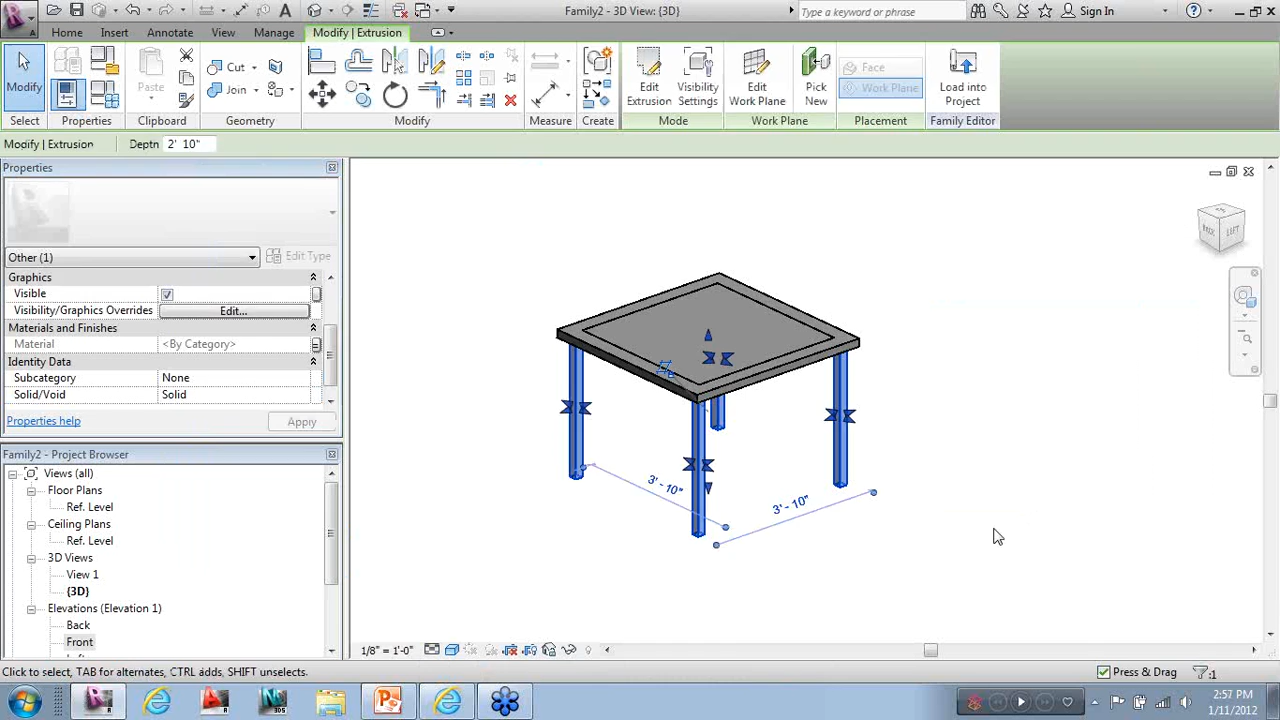 Family2 - 3D View: {3D}
Type a keyword or phrase
Sign In
Home Insert Annotate View Manage Modify | Extrusion
Modify
Paste
Cut
Join
Edit Extrusion
Visibility Settings
Edit Work Plane
Pick New
Face
Work Plane
Load into Project
Select Properties Clipboard Geometry Modify Measure Create Mode Work Plane Placement Family Editor
Modify | Extrusion Depth 2' 10"
Properties
Other (1)
Edit Type
Graphics
Visible
Visibility/Graphics Overrides Edit...
Materials and Finishes
Material <By Category>
Identity Data
Subcategory None
Solid/Void Solid
Properties help
Apply
Family2 - Project Browser
Views (all)
Floor Plans
Ref. Level
Ceiling Plans
Ref. Level
3D Views
View 1
{3D}
Elevations (Elevation 1)
Back
Front
3' - 10"
3' - 10"
1/8" = 1'-0"
Click to select, TAB for alternates, CTRL adds, SHIFT unselects.
Press & Drag
:1
2:57 PM
1/11/2012